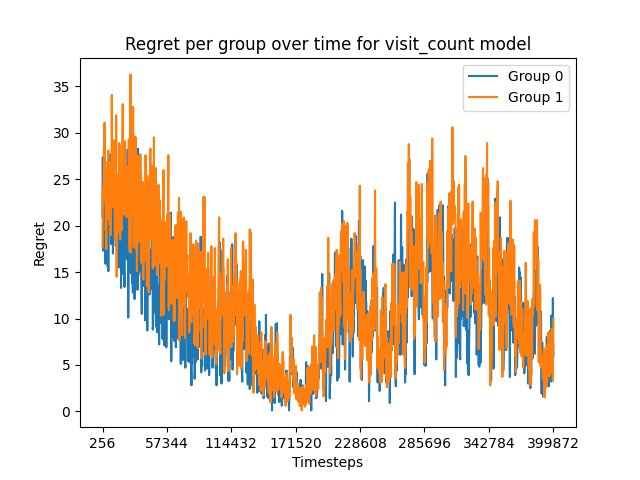 Regret per group over time for visit_count model
Group 0
Group 1
35
30
25
20
15
10
5
0
Regret
256 57344 114432 171520 228608 285696 342784 399872
Timesteps